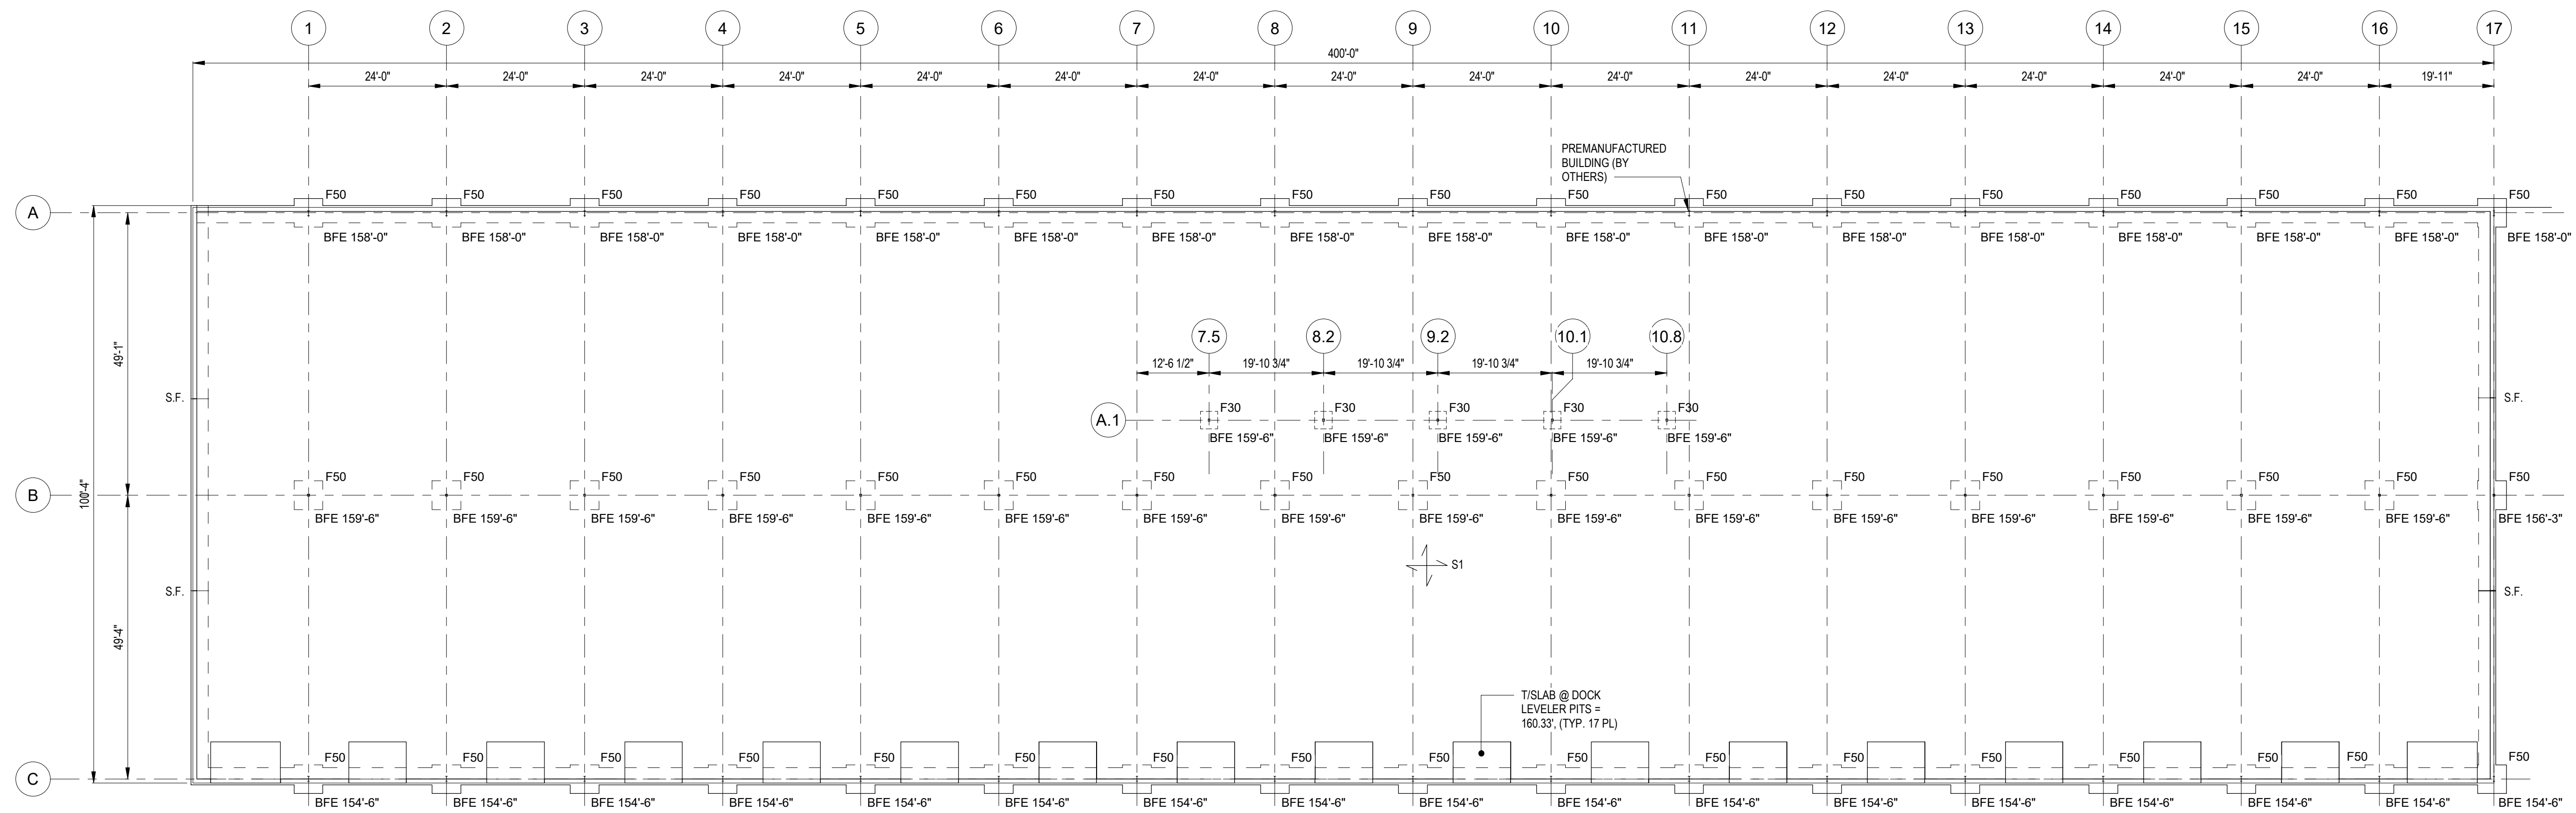 1 2 3 4 5 6 7 8 9 10 11 12 13 14 15 16 17
400'-0"
24'-0" 24'-0" 24'-0" 24'-0" 24'-0" 24'-0" 24'-0" 24'-0" 24'-0" 24'-0" 24'-0" 24'-0" 24'-0" 24'-0" 24'-0" 19'-11"
PREMANUFACTURED
BUILDING (BY
OTHERS)
F50 F50 F50 F50 F50 F50 F50 F50 F50 F50 F50 F50 F50 F50 F50 F50 F50
A
BFE 158'-0" BFE 158'-0" BFE 158'-0" BFE 158'-0" BFE 158'-0" BFE 158'-0" BFE 158'-0" BFE 158'-0" BFE 158'-0" BFE 158'-0" BFE 158'-0" BFE 158'-0" BFE 158'-0" BFE 158'-0" BFE 158'-0" BFE 158'-0" BFE 158'-0"
49'-1"
7.5 8.2 9.2 10.1 10.8
12'-6 1/2" 19'-10 3/4" 19'-10 3/4" 19'-10 3/4" 19'-10 3/4"
S.F. S.F.
F30 F30 F30 F30 F30
A.1
BFE 159'-6" BFE 159'-6" BFE 159'-6" BFE 159'-6" BFE 159'-6"
F50 F50 F50 F50 F50 F50 F50 F50 F50 F50 F50 F50 F50 F50 F50 F50 F50
B
100'-4"
BFE 159'-6" BFE 159'-6" BFE 159'-6" BFE 159'-6" BFE 159'-6" BFE 159'-6" BFE 159'-6" BFE 159'-6" BFE 159'-6" BFE 159'-6" BFE 159'-6" BFE 159'-6" BFE 159'-6" BFE 159'-6" BFE 159'-6" BFE 159'-6" BFE 156'-3"
S1
S.F. S.F.
49'-4"
T/SLAB @ DOCK
LEVELER PITS =
160.33', (TYP. 17 PL)
F50 F50 F50 F50 F50 F50 F50 F50 F50 F50 F50 F50 F50 F50 F50 F50 F50
C
BFE 154'-6" BFE 154'-6" BFE 154'-6" BFE 154'-6" BFE 154'-6" BFE 154'-6" BFE 154'-6" BFE 154'-6" BFE 154'-6" BFE 154'-6" BFE 154'-6" BFE 154'-6" BFE 154'-6" BFE 154'-6" BFE 154'-6" BFE 154'-6" BFE 154'-6"